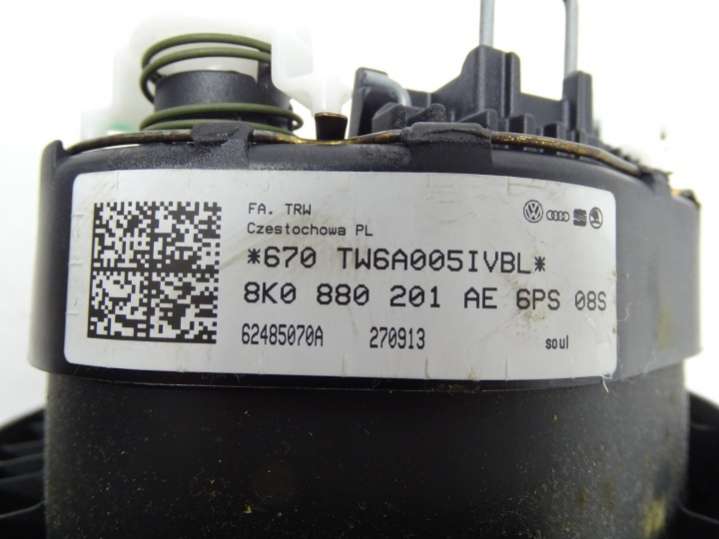 FA. TRW
Czestochowa PL
*670 TW6A005IVBL*
8K0 880 201 AE 6PS 08S
62485070A 270913 soul